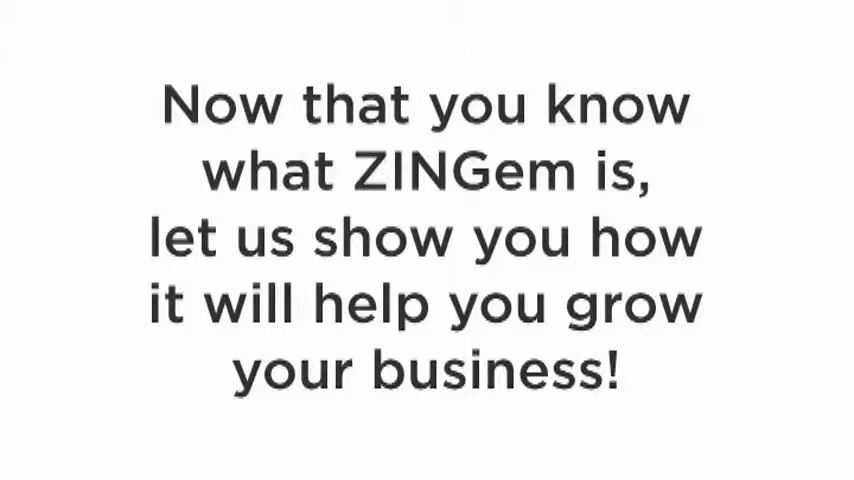 Now that you know
what ZINGem is,
let us show you how
it will help you grow
your business!